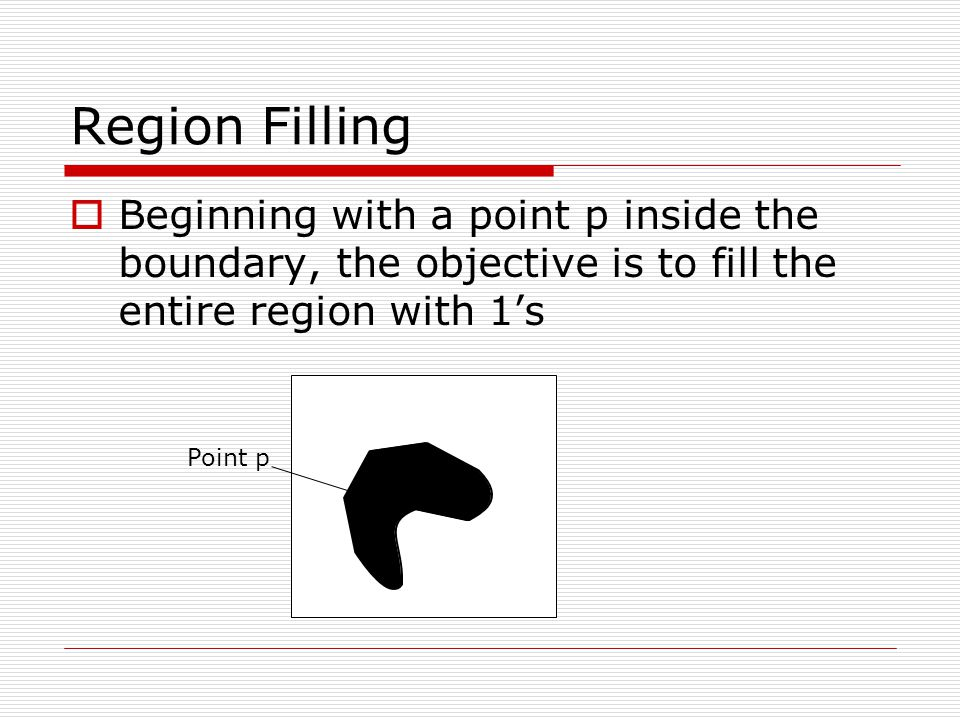 Region Filling
Beginning with a point p inside the
boundary, the objective is to fill the
entire region with 1’s
Point p